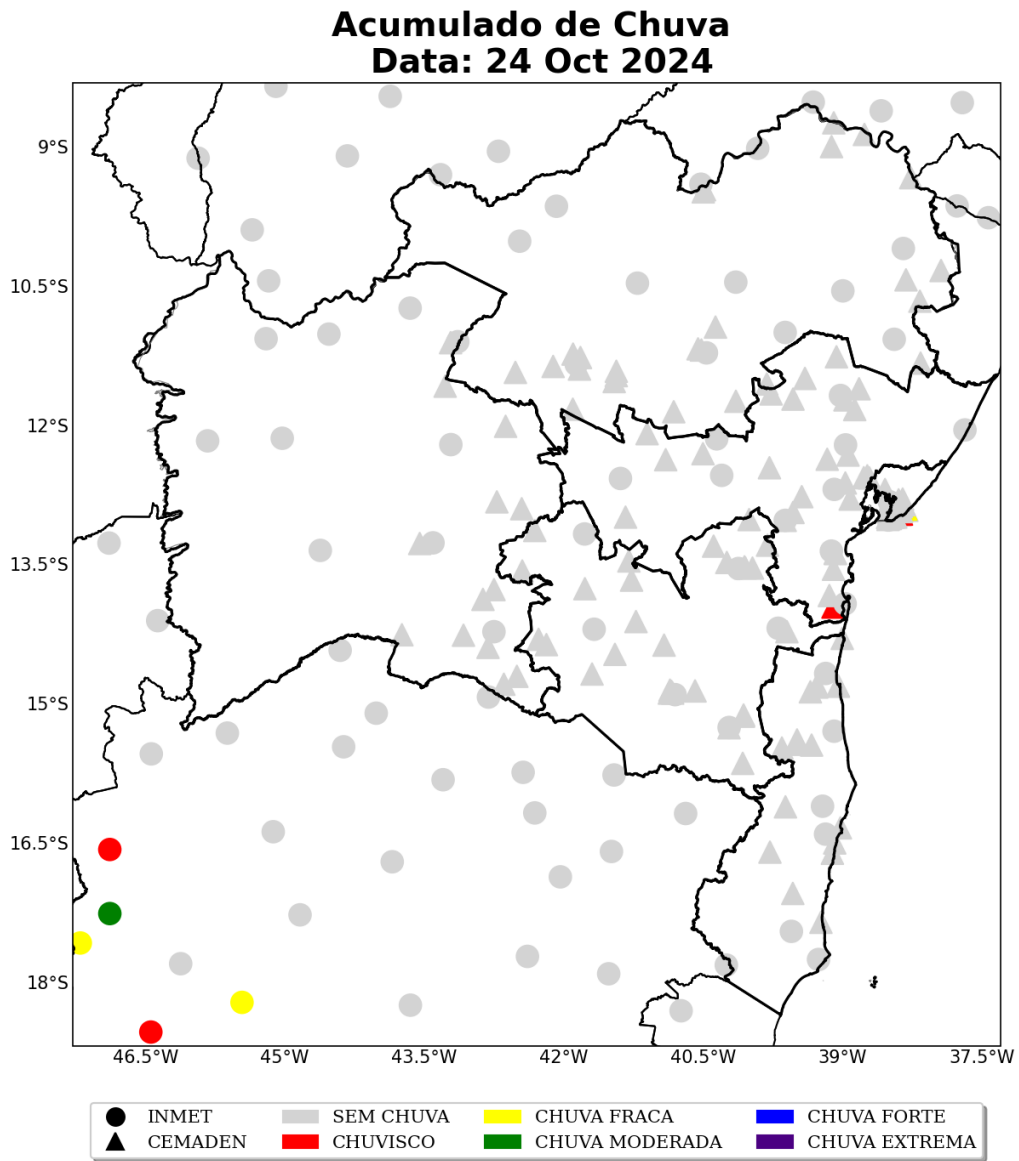 Acumulado de Chuva
Data: 24 Oct 2024
9°S
10.5°S
12°S
13.5°S
15°S
16.5°S
18°S
46.5°W 45°W 43.5°W 42°W 40.5°W 39°W 37.5°W
INMET SEM CHUVA CHUVA FRACA CHUVA FORTE
CEMADEN CHUVISCO CHUVA MODERADA CHUVA EXTREMA